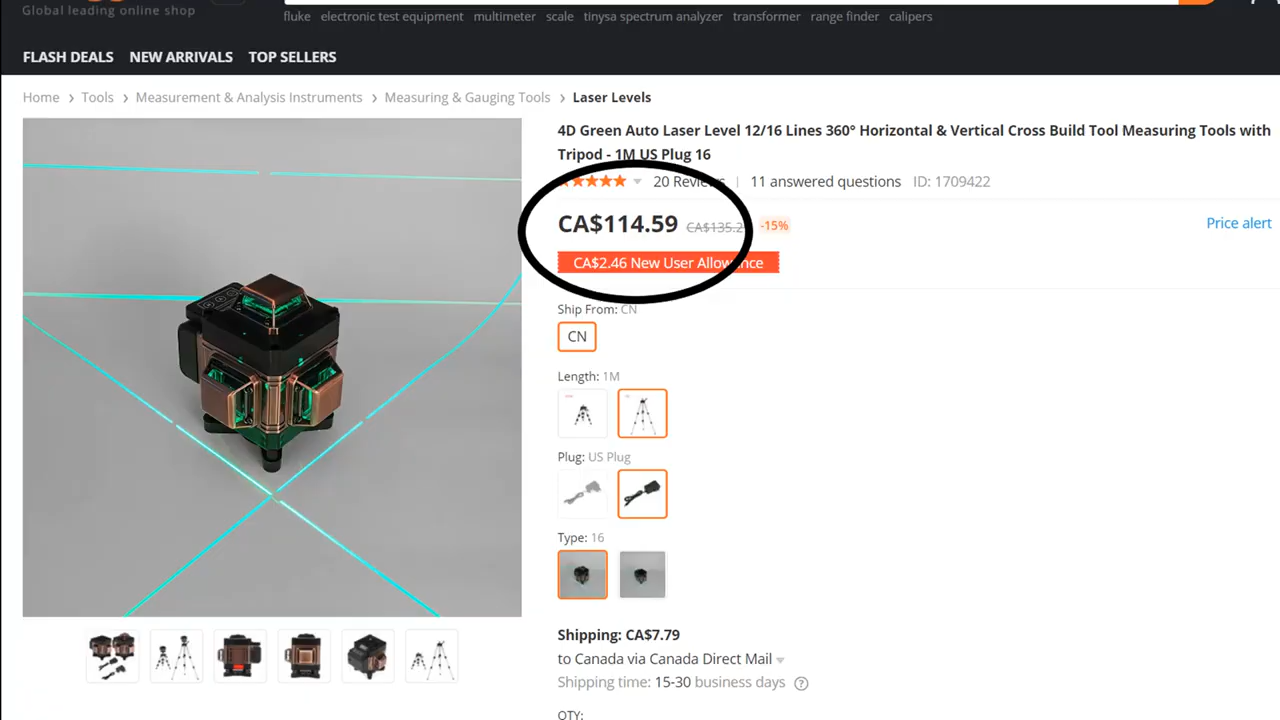 Global leading online shop
fluke electronic test equipment multimeter scale tinysa spectrum analyzer transformer range finder calipers
FLASH DEALS NEW ARRIVALS TOP SELLERS
Home > Tools > Measurement & Analysis Instruments > Measuring & Gauging Tools > Laser Levels
4D Green Auto Laser Level 12/16 Lines 360° Horizontal & Vertical Cross Build Tool Measuring Tools with
Tripod - 1M US Plug 16
20 Reviews | 11 answered questions ID: 1709422
CA$114.59 CA$135.2 -15%
Price alert
CA$2.46 New User Allowance
Ship From: CN
CN
Length: 1M
Plug: US Plug
Type: 16
Shipping: CA$7.79
to Canada via Canada Direct Mail
Shipping time: 15-30 business days ?
QTY: